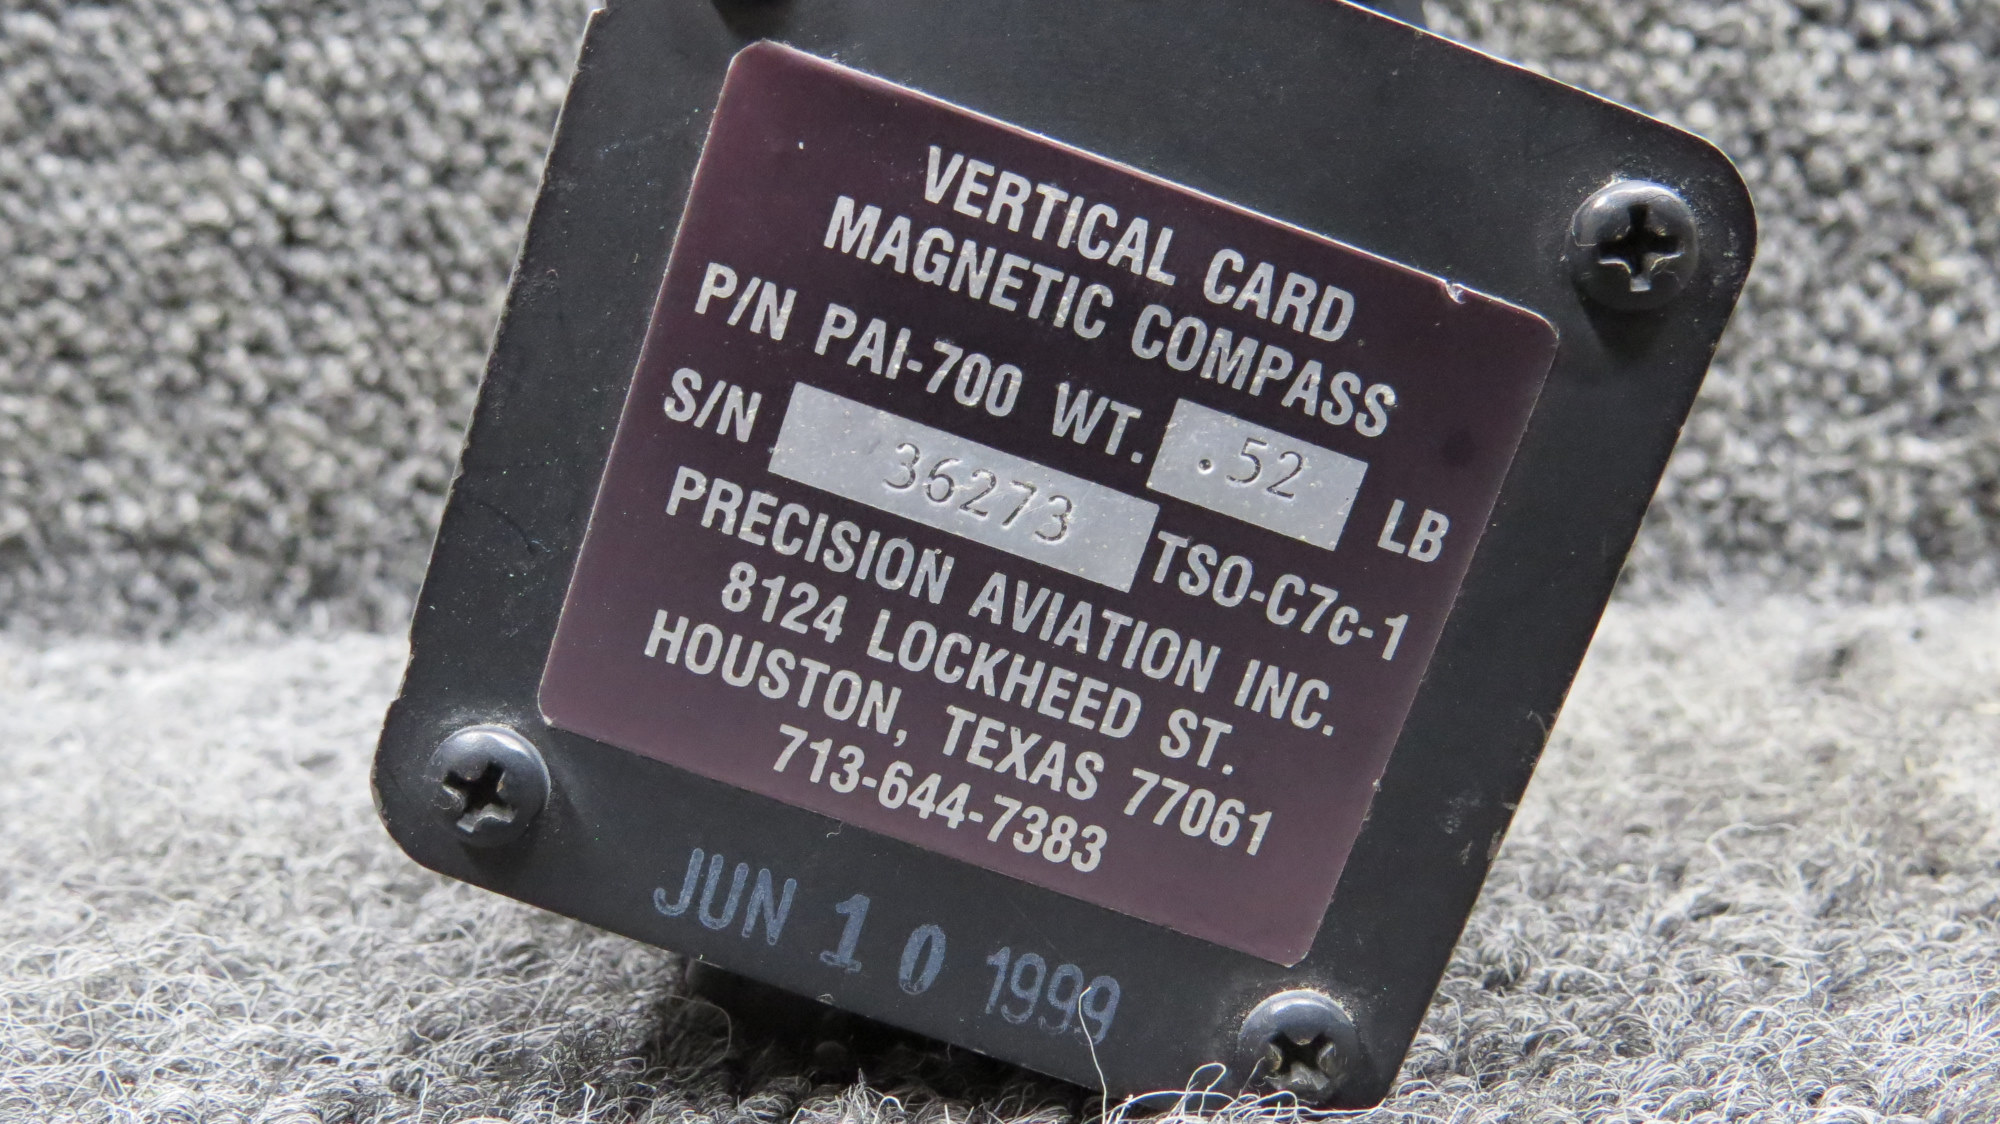 VERTICAL CARD
MAGNETIC COMPASS
P/N PAI-700 WT. .52 LB
S/N 36273 TSO-C7c-1
PRECISION AVIATION INC.
8124 LOCKHEED ST.
HOUSTON, TEXAS 77061
713-644-7383
JUN 10 1999